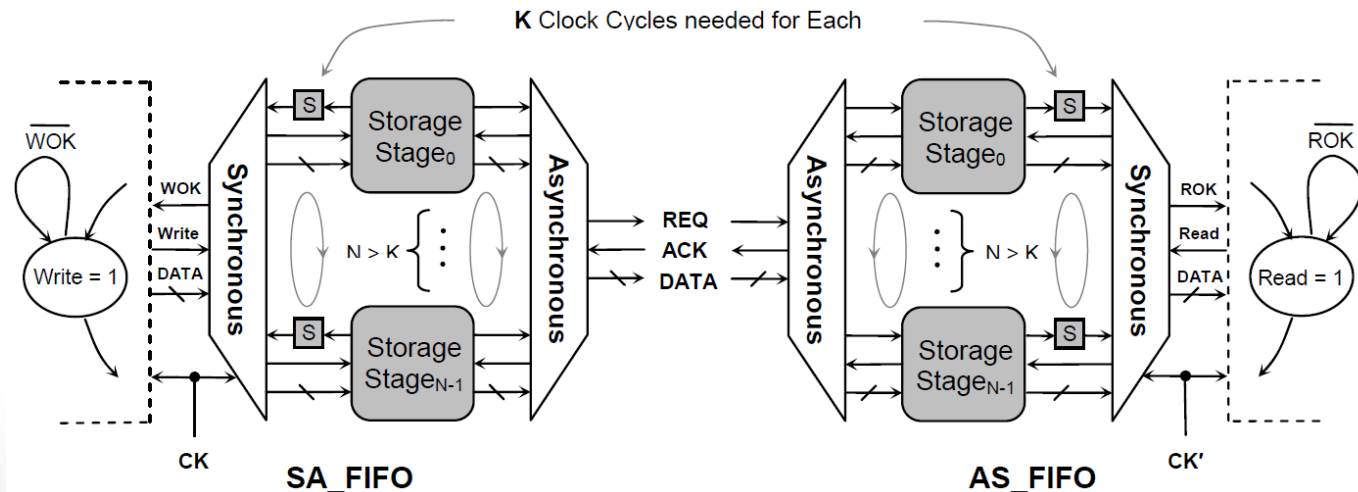 K Clock Cycles needed for Each
WOK
WOK
Write
DATA
Write = 1
CK
Synchronous
S
Storage
Stage0
N > K
S
Storage
StageN-1
Asynchronous
SA_FIFO
REQ
ACK
DATA
Asynchronous
Storage
Stage0
S
N > K
Storage
StageN-1
S
Synchronous
AS_FIFO
ROK
Read
DATA
ROK
Read = 1
CK′